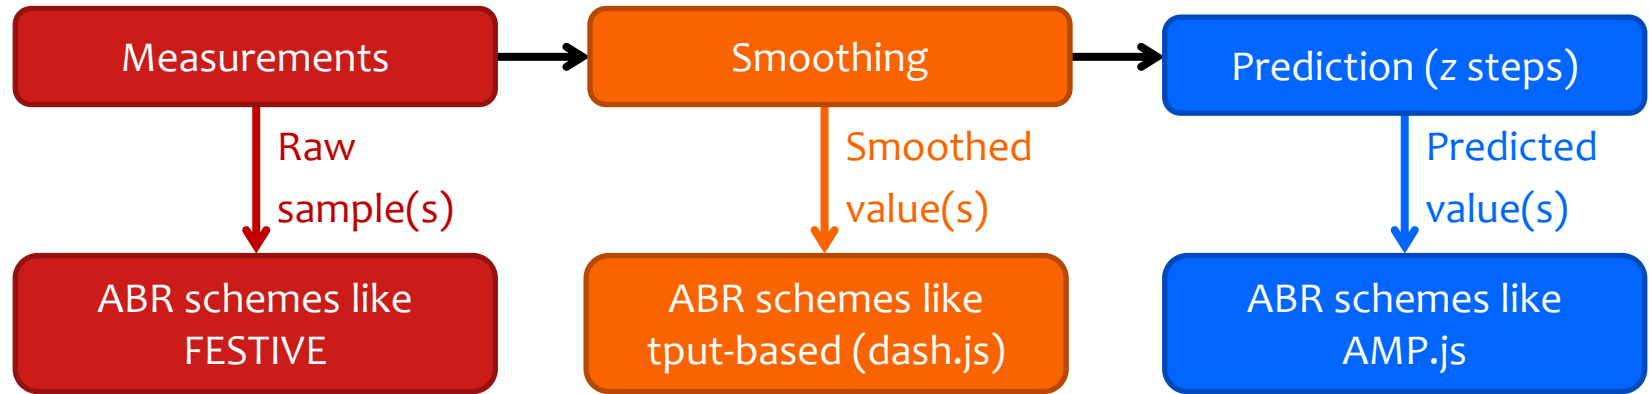 Measurements
Smoothing
Prediction (z steps)
Raw
sample(s)
Smoothed
value(s)
Predicted
value(s)
ABR schemes like
FESTIVE
ABR schemes like
tput-based (dash.js)
ABR schemes like
AMP.js